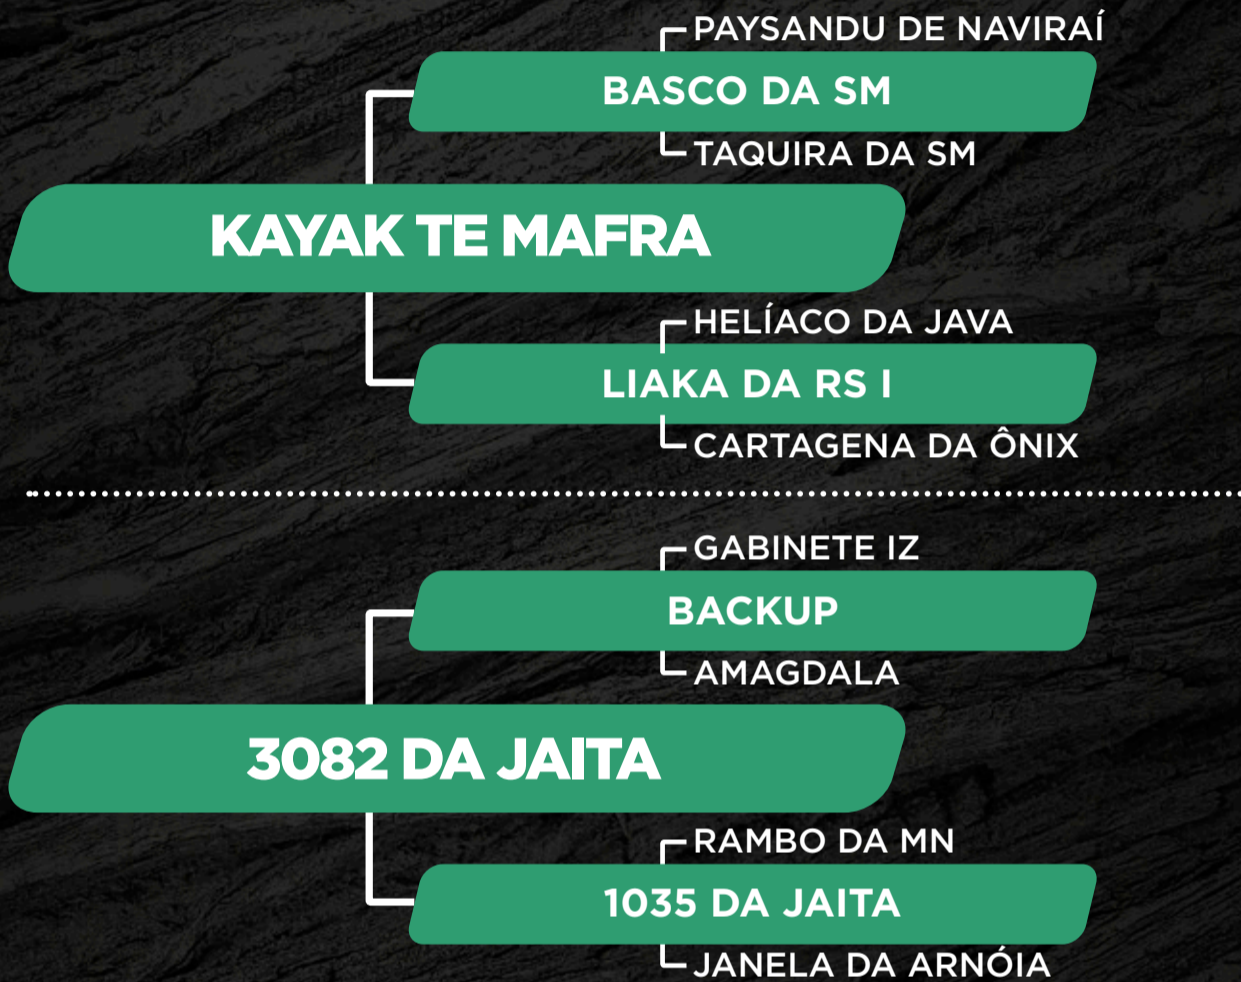 PAYSANDU DE NAVIRAÍ
BASCO DA SM
TAQUIRA DA SM
KAYAK TE MAFRA
HELÍACO DA JAVA
LIAKA DA RS I
CARTAGENA DA ÔNIX
GABINETE IZ
BACKUP
AMAGDALA
3082 DA JAITA
RAMBO DA MN
1035 DA JAITA
JANELA DA ARNÓIA